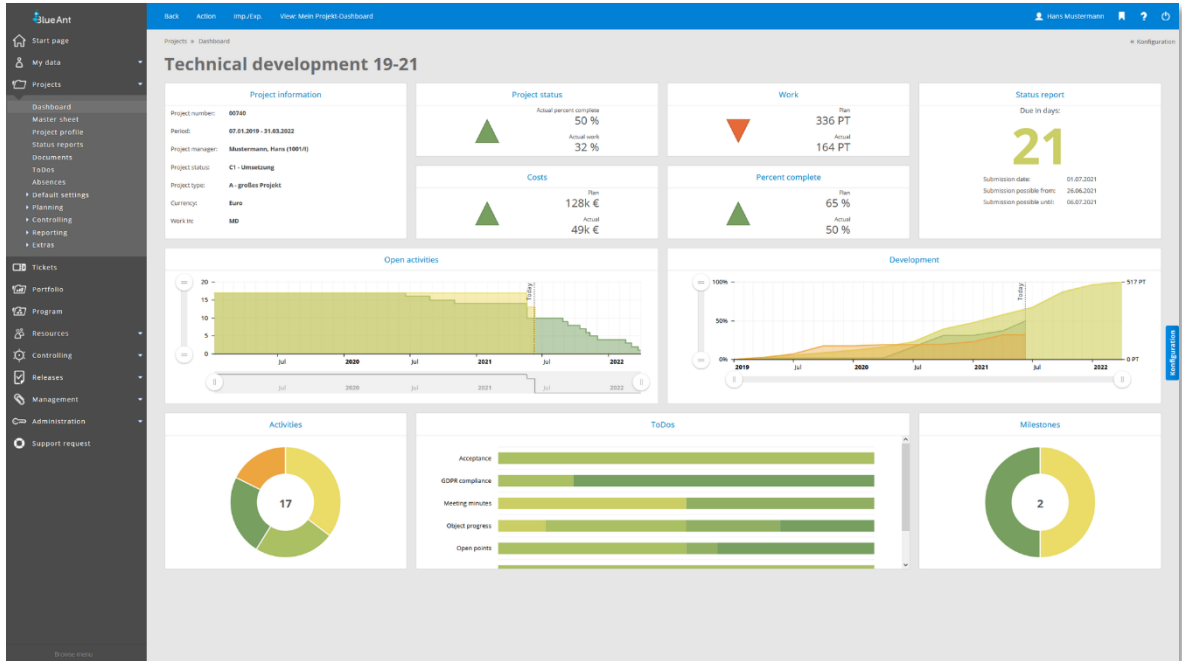 BlueAnt
Back Action Imp./Exp. View: Mein Projekt-Dashboard
Hans Mustermann ?
Start page
My data
Projects
Dashboard
Master sheet
Project profile
Status reports
Documents
ToDos
Absences
Default settings
Planning
Controlling
Reporting
Extras
Tickets
Portfolio
Program
Resources
Controlling
Releases
Management
Administration
Support request
Browse menu
Projects » Dashboard
Konfiguration
Technical development 19-21
Project information
Project number: 00740
Period: 07.01.2019 - 31.03.2022
Project manager: Mustermann, Hans (1001/I)
Project status: C1 - Umsetzung
Project type: A - großes Projekt
Currency: Euro
Work in: MD
Project status
Actual percent complete
50 %
Actual work
32 %
Work
Plan
336 PT
Actual
164 PT
Costs
Plan
128k €
Actual
49k €
Percent complete
Plan
65 %
Actual
50 %
Status report
Due in days:
21
Submission date: 01.07.2021
Submission possible from: 26.06.2021
Submission possible until: 06.07.2021
Open activities
20
15
10
5
0
Today
Jul 2020 Jul 2021 Jul 2022
Jul 2020 Jul 2021 Jul 2022
Development
100%
50%
0%
517 PT
0 PT
Today
2019 Jul 2020 Jul 2021 Jul 2022
Konfiguration
Activities
17
ToDos
Acceptance
GDPR compliance
Meeting minutes
Object progress
Open points
Milestones
2